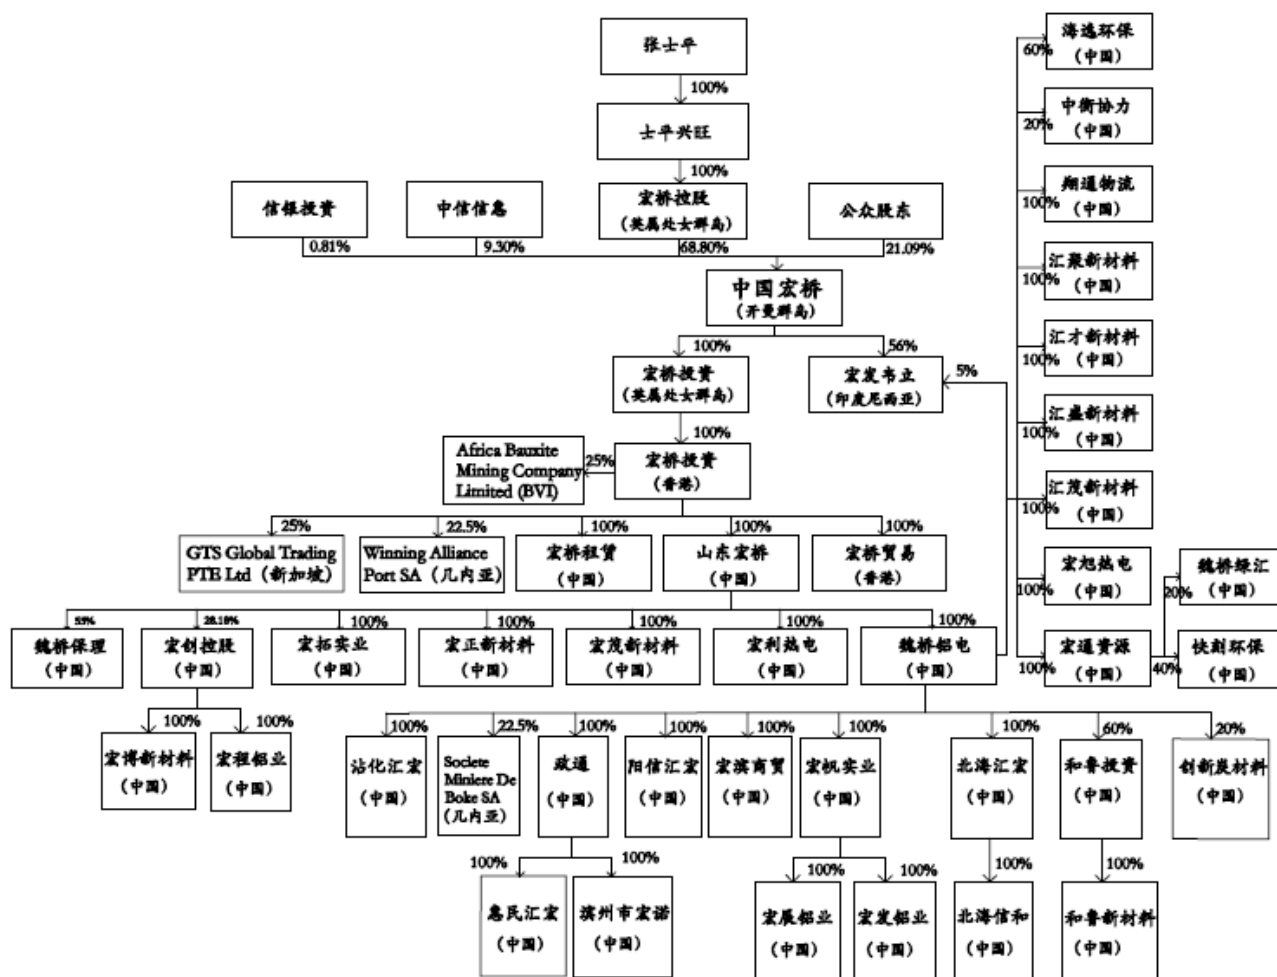 张士平
100%
士平兴旺
100%
信银投资
中信信惠
宏桥控股
(英属处女群岛)
公众股东
0.81%
9.30%
68.80%
21.09%
中国宏桥
(开曼群岛)
100%
56%
宏桥投资
(英属处女群岛)
宏发韦立
(印度尼西亚)
5%
100%
Africa Bauxite
Mining Company
Limited (BVI)
25%
宏桥投资
(香港)
25%
22.5%
100%
100%
100%
GTS Global Trading
PTE Ltd（新加坡）
Winning Alliance
Port SA（几内亚）
宏桥租赁
(中国)
山东宏桥
(中国)
宏桥贸易
(香港)
55%
28.18%
100%
100%
100%
100%
100%
魏桥保理
(中国)
宏创控股
(中国)
宏拓实业
(中国)
宏正新材料
(中国)
宏茂新材料
(中国)
宏利热电
(中国)
魏桥铝电
(中国)
100%
100%
宏博新材料
(中国)
宏程铝业
(中国)
100%
22.5%
100%
100%
100%
100%
100%
60%
20%
沾化汇宏
(中国)
Societe
Miniere De
Boke SA
(几内亚)
政通
(中国)
阳信汇宏
(中国)
宏滨商贸
(中国)
宏帆实业
(中国)
北海汇宏
(中国)
和鲁投资
(中国)
创新炭材料
(中国)
100%
100%
100%
100%
100%
100%
惠民汇宏
(中国)
滨州市宏诺
(中国)
宏展铝业
(中国)
宏发铝业
(中国)
北海信和
(中国)
和鲁新材料
(中国)
60%
海逸环保
(中国)
20%
中衡协力
(中国)
100%
翔通物流
(中国)
100%
汇聚新材料
(中国)
100%
汇才新材料
(中国)
100%
汇盛新材料
(中国)
100%
汇茂新材料
(中国)
100%
宏旭热电
(中国)
20%
魏桥绿汇
(中国)
100%
宏通资源
(中国)
40%
快刻环保
(中国)